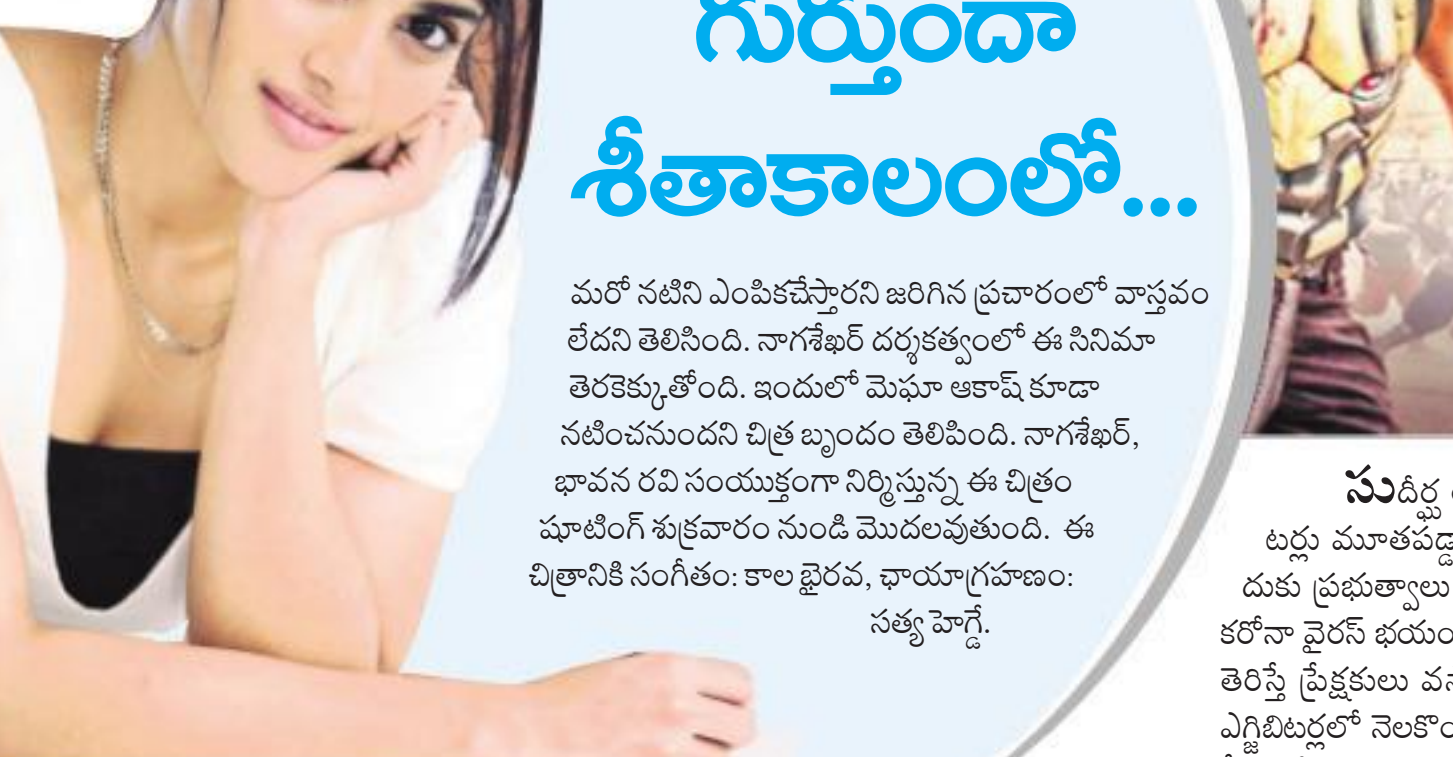 గుర్తుందా
శీతాకాలంలో...
మరో నటిని ఎంపికచేస్తారని జరిగిన ప్రచారంలో వాస్తవం
లేదని తెలిసింది. నాగశేఖర్ దర్శకత్వంలో ఈ సినిమా
తెరకెక్కుతోంది. ఇందులో మెఘా ఆకాష్ కూడా
నటించనుందని చిత్ర బృందం తెలిపింది. నాగశేఖర్,
భావన రవి సంయుక్తంగా నిర్మిస్తున్న ఈ చిత్రం
షూటింగ్ శుక్రవారం నుండి మొదలవుతుంది. ఈ
చిత్రానికి సంగీతం: కాల భైరవ, ఛాయాగ్రహణం:
సత్య హెగ్డే.
సుదీర్ఘ
టర్లు మూతపడ్డ
దుకు ప్రభుత్వాలు
కరోనా వైరస్ భయం
తెరిస్తే ప్రేక్షకులు
ఎగ్జిబిటర్లలో